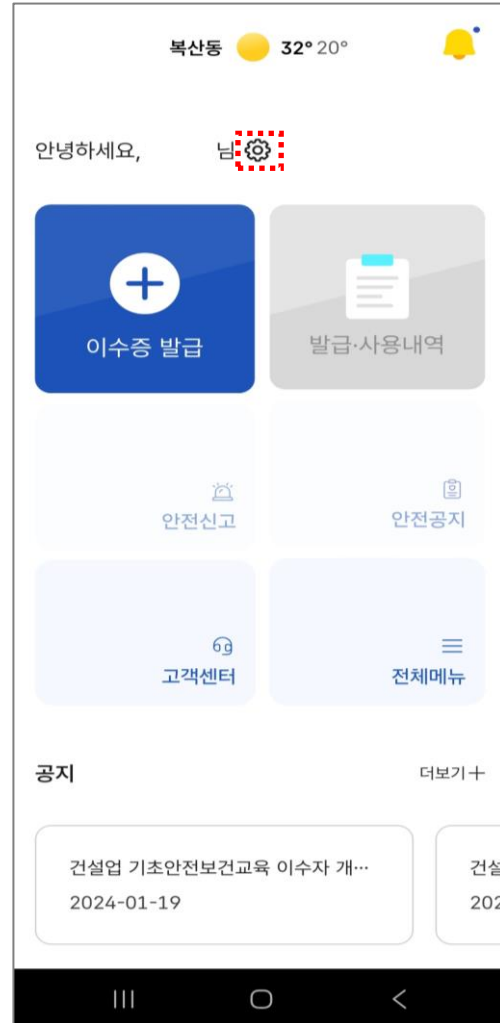 복산동 32° 20°
안녕하세요, 님
이수증 발급
발급·사용내역
안전신고
안전공지
고객센터
전체메뉴
공지
더보기+
건설업 기초안전보건교육 이수자 개…
2024-01-19
건설
202